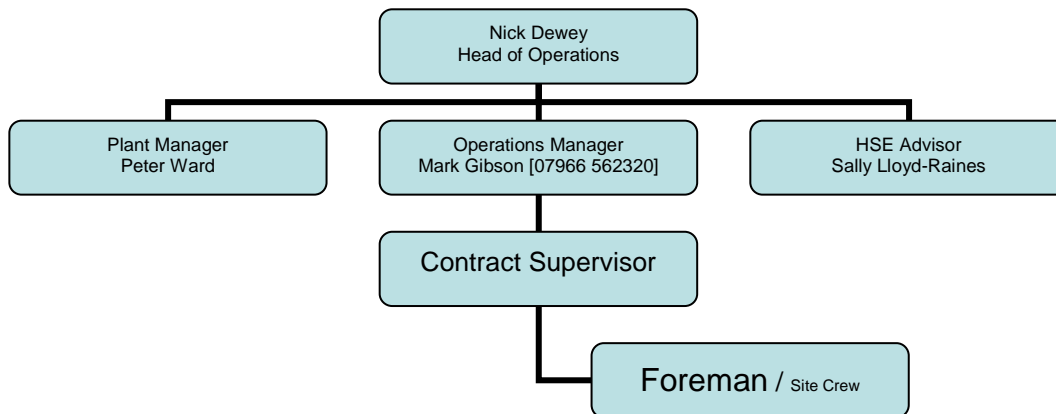 Nick Dewey
Head of Operations
Plant Manager
Peter Ward
Operations Manager
Mark Gibson [07966 562320]
HSE Advisor
Sally Lloyd-Raines
Contract Supervisor
Foreman / Site Crew